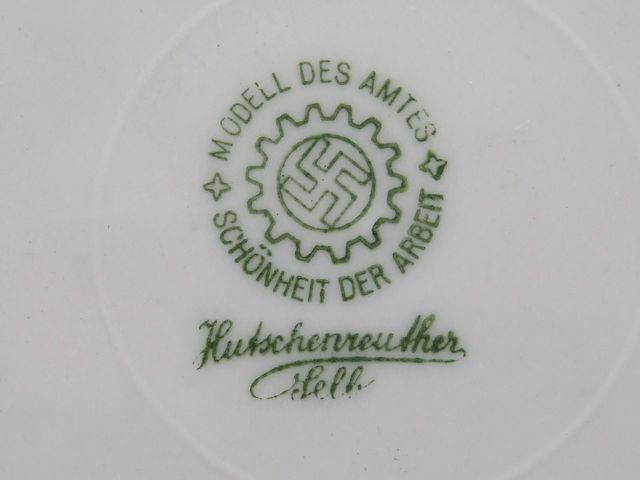 MODELL DES AMTES
SCHÖNHEIT DER ARBEIT
Hutschenreuther
Selb